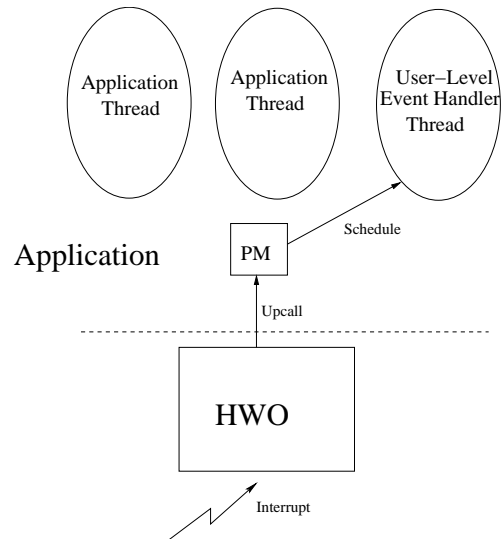 Application
Thread
Application
Thread
User–Level
Event Handler
Thread
Schedule
PM
Application
Upcall
HWO
Interrupt